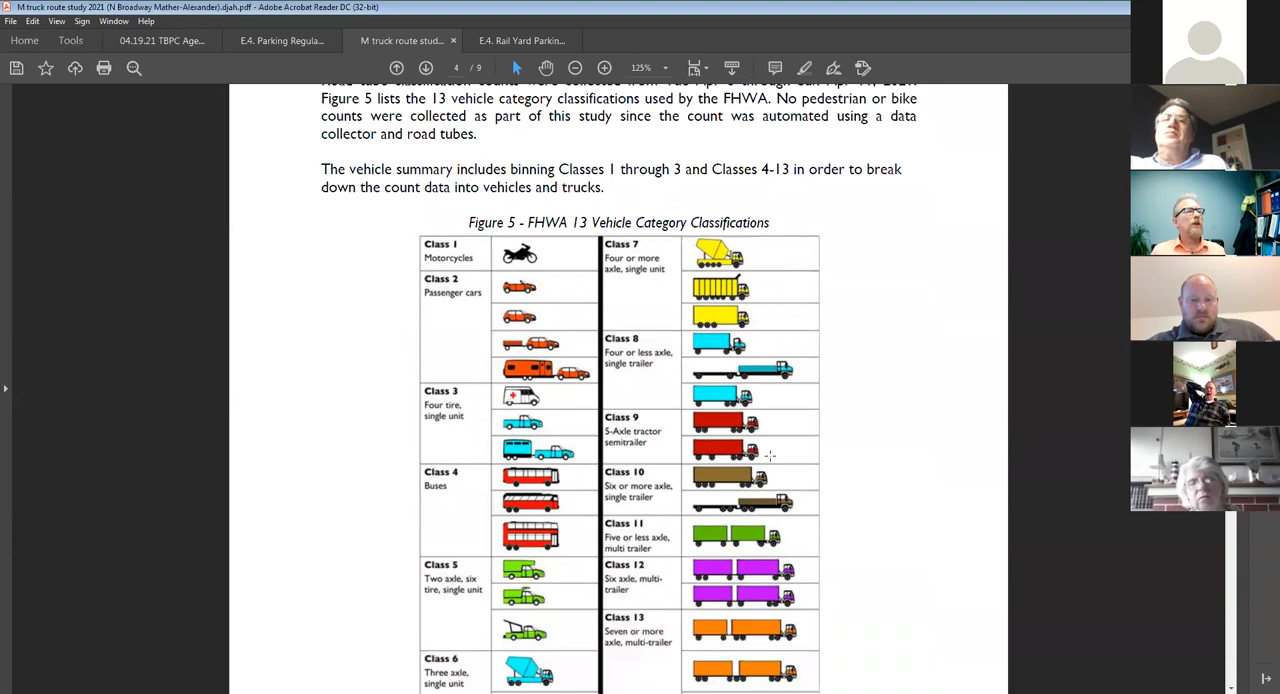 M truck route study 2021 (N Broadway Mather-Alexander).djah.pdf - Adobe Acrobat Reader DC (32-bit)
File Edit View Sign Window Help
Home Tools 04.19.21 TBPC Age... E.4. Parking Regula... M truck route stud... × E.4. Rail Yard Parkin...
4 / 9 125%
Figure 5 lists the 13 vehicle category classifications used by the FHWA. No pedestrian or bike
counts were collected as part of this study since the count was automated using a data
collector and road tubes.
The vehicle summary includes binning Classes 1 through 3 and Classes 4-13 in order to break
down the count data into vehicles and trucks.
Figure 5 - FHWA 13 Vehicle Category Classifications
Class 1
Motorcycles
Class 2
Passenger cars
Class 3
Four tire,
single unit
Class 4
Buses
Class 5
Two axle, six
tire, single unit
Class 6
Three axle,
single unit
Class 7
Four or more
axle, single unit
Class 8
Four or less axle,
single trailer
Class 9
5-Axle tractor
semitrailer
Class 10
Six or more axle,
single trailer
Class 11
Five or less axle,
multi trailer
Class 12
Six axle, multi-
trailer
Class 13
Seven or more
axle, multi-trailer